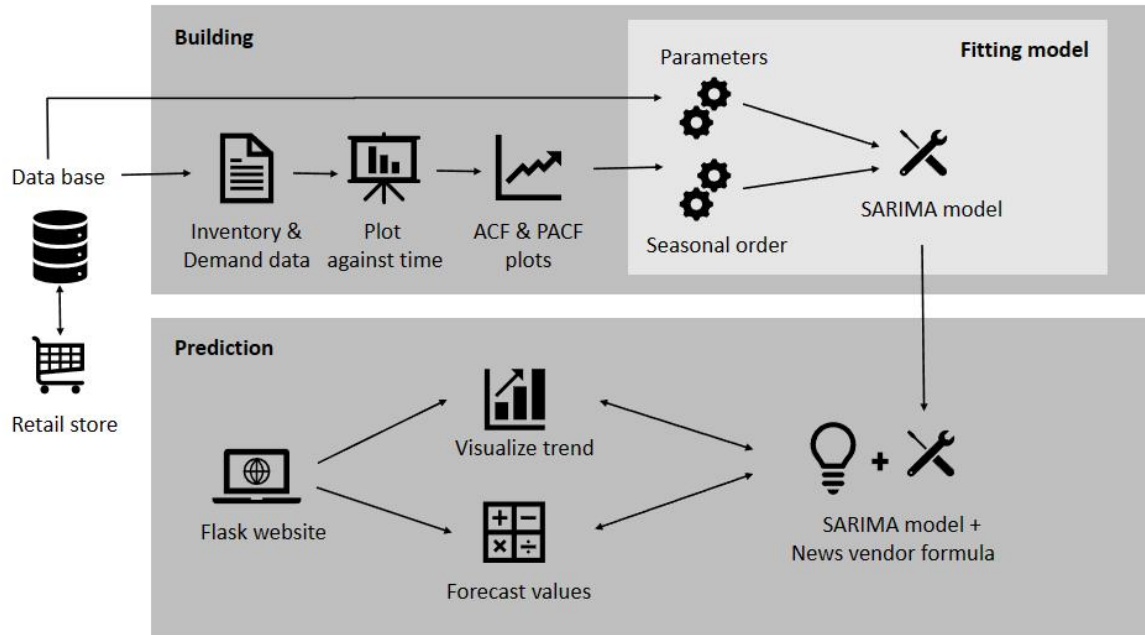 Building
Fitting model
Parameters
Data base
Inventory &
Demand data
Plot
against time
ACF & PACF
plots
Seasonal order
SARIMA model
Retail store
Prediction
Visualize trend
Flask website
Forecast values
+
SARIMA model +
News vendor formula